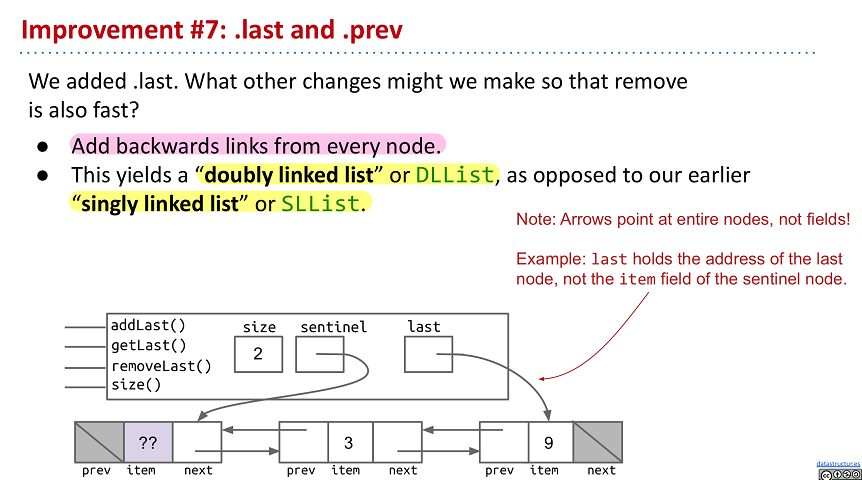 Improvement #7: .last and .prev
We added .last. What other changes might we make so that remove
is also fast?
● Add backwards links from every node.
● This yields a “doubly linked list” or DLList, as opposed to our earlier
“singly linked list” or SLList.
Note: Arrows point at entire nodes, not fields!
Example: last holds the address of the last
node, not the item field of the sentinel node.
addLast()
getLast()
removeLast()
size()
size sentinel last
2
?? 3 9
prev item next prev item next prev item next
datastructur.es